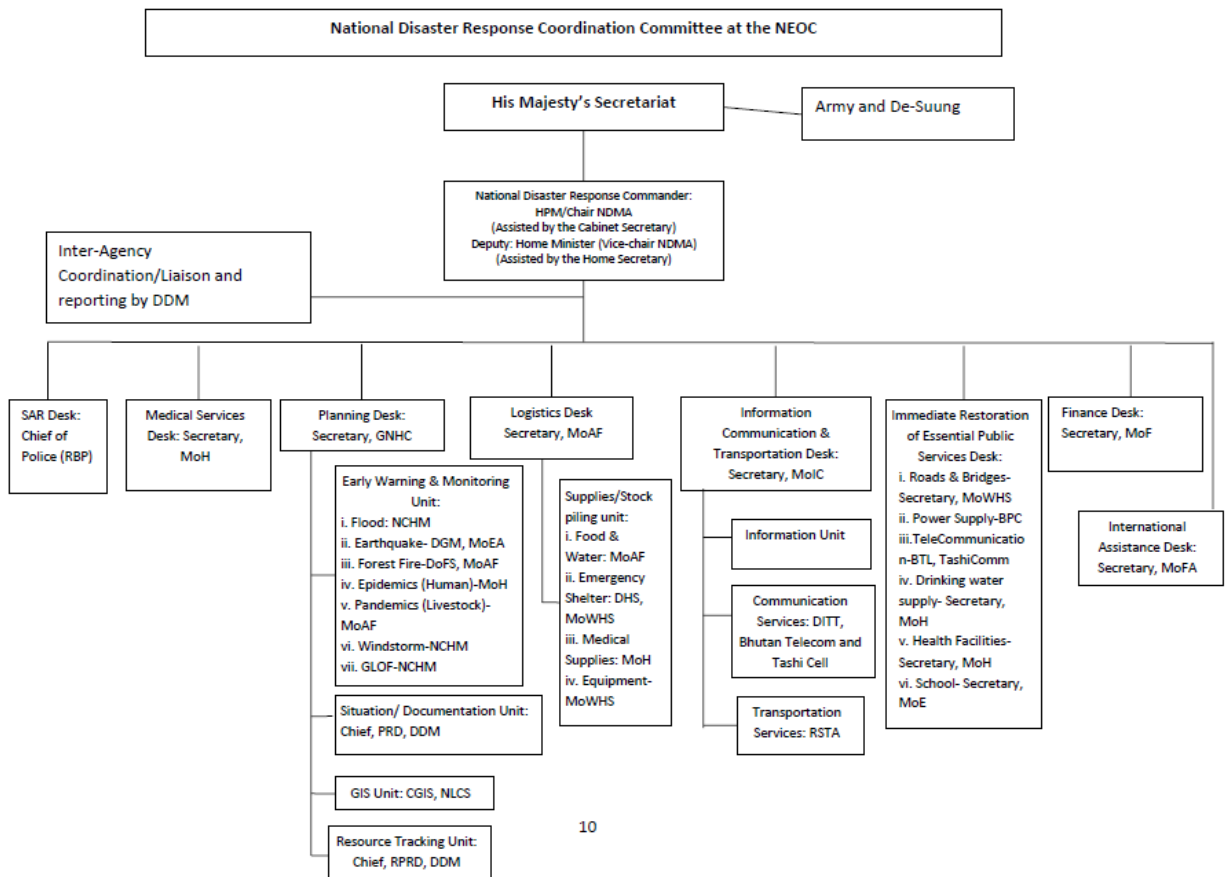 National Disaster Response Coordination Committee at the NEOC
His Majesty's Secretariat
Army and De-Suung
National Disaster Response Commander:
HPM/Chair NDMA
(Assisted by the Cabinet Secretary)
Deputy: Home Minister (Vice-chair NDMA)
(Assisted by the Home Secretary)
Inter-Agency
Coordination/Liaison and
reporting by DDM
SAR Desk:
Chief of
Police (RBP)
Medical Services
Desk: Secretary,
MoH
Planning Desk:
Secretary, GNHC
Early Warning & Monitoring
Unit:
i. Flood: NCHM
ii. Earthquake- DGM, MoEA
iii. Forest Fire-DoFS, MoAF
iv. Epidemics (Human)-MoH
v. Pandemics (Livestock)-
MoAF
vi. Windstorm-NCHM
vii. GLOF-NCHM
Situation/ Documentation Unit:
Chief, PRD, DDM
GIS Unit: CGIS, NLCS
Resource Tracking Unit:
Chief, RPRD, DDM
Logistics Desk
Secretary, MoAF
Supplies/Stock
piling unit:
i. Food &
Water: MoAF
ii. Emergency
Shelter: DHS,
MoWHS
iii. Medical
Supplies: MoH
iv. Equipment-
MoWHS
Information
Communication &
Transportation Desk:
Secretary, MoIC
Information Unit
Communication
Services: DITT,
Bhutan Telecom and
Tashi Cell
Transportation
Services: RSTA
Immediate Restoration
of Essential Public
Services Desk:
i. Roads & Bridges-
Secretary, MoWHS
ii. Power Supply-BPC
iii.TeleCommunicatio
n-BTL, TashiComm
iv. Drinking water
supply- Secretary,
MoH
v. Health Facilities-
Secretary, MoH
vi. School- Secretary,
MoE
Finance Desk:
Secretary, MoF
International
Assistance Desk:
Secretary, MoFA
10